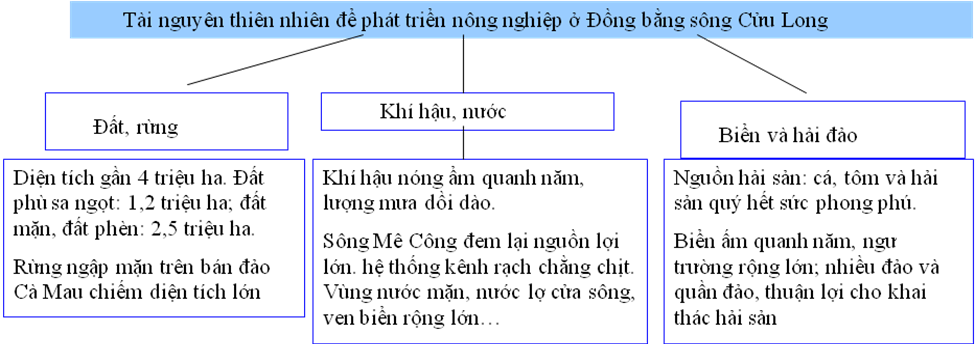 Tài nguyên thiên nhiên để phát triển nông nghiệp ở Đồng bằng sông Cửu Long
Đất, rừng
Khí hậu, nước
Biển và hải đảo
Diện tích gần 4 triệu ha. Đất
phù sa ngọt: 1,2 triệu ha; đất
mặn, đất phèn: 2,5 triệu ha.
Rừng ngập mặn trên bán đảo
Cà Mau chiếm diện tích lớn
Khí hậu nóng ẩm quanh năm,
lượng mưa dồi dào.
Sông Mê Công đem lại nguồn lợi
lớn. hệ thống kênh rạch chằng chịt.
Vùng nước mặn, nước lợ cửa sông,
ven biển rộng lớn…
Nguồn hải sản: cá, tôm và hải
sản quý hết sức phong phú.
Biển ấm quanh năm, ngư
trường rộng lớn; nhiều đảo và
quần đảo, thuận lợi cho khai
thác hải sản